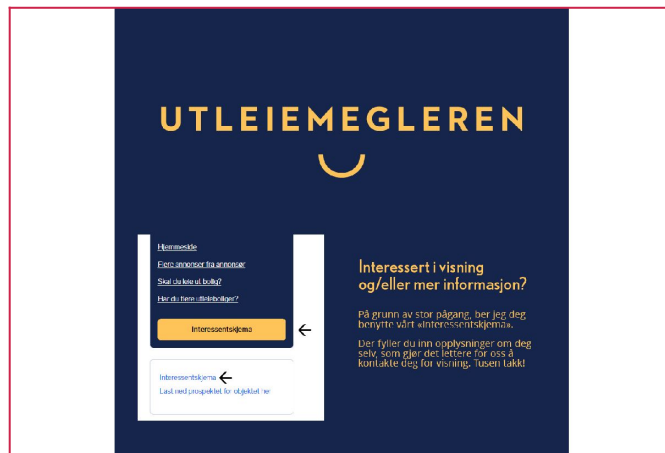 UTLEIEMEGLEREN
Hjemmeside
Flere annonser fra annonsør
Skal du leie ut bolig?
Har du flere utleieboliger?
Interessentskjema
Interessentskjema
Last ned prospektet for objektet her
Interessert i visning
og/eller mer informasjon?
På grunn av stor pågang, ber jeg deg
benytte vårt «Interessentskjema».
Der fyller du inn opplysninger om deg
selv, som gjør det lettere for oss å
kontakte deg for visning. Tusen takk!